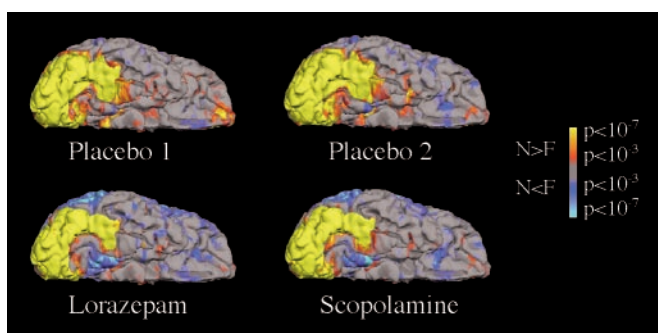 Placebo 1
Placebo 2
N>F
N<F
p<10-7
p<10-3
p<10-3
p<10-7
Lorazepam
Scopolamine